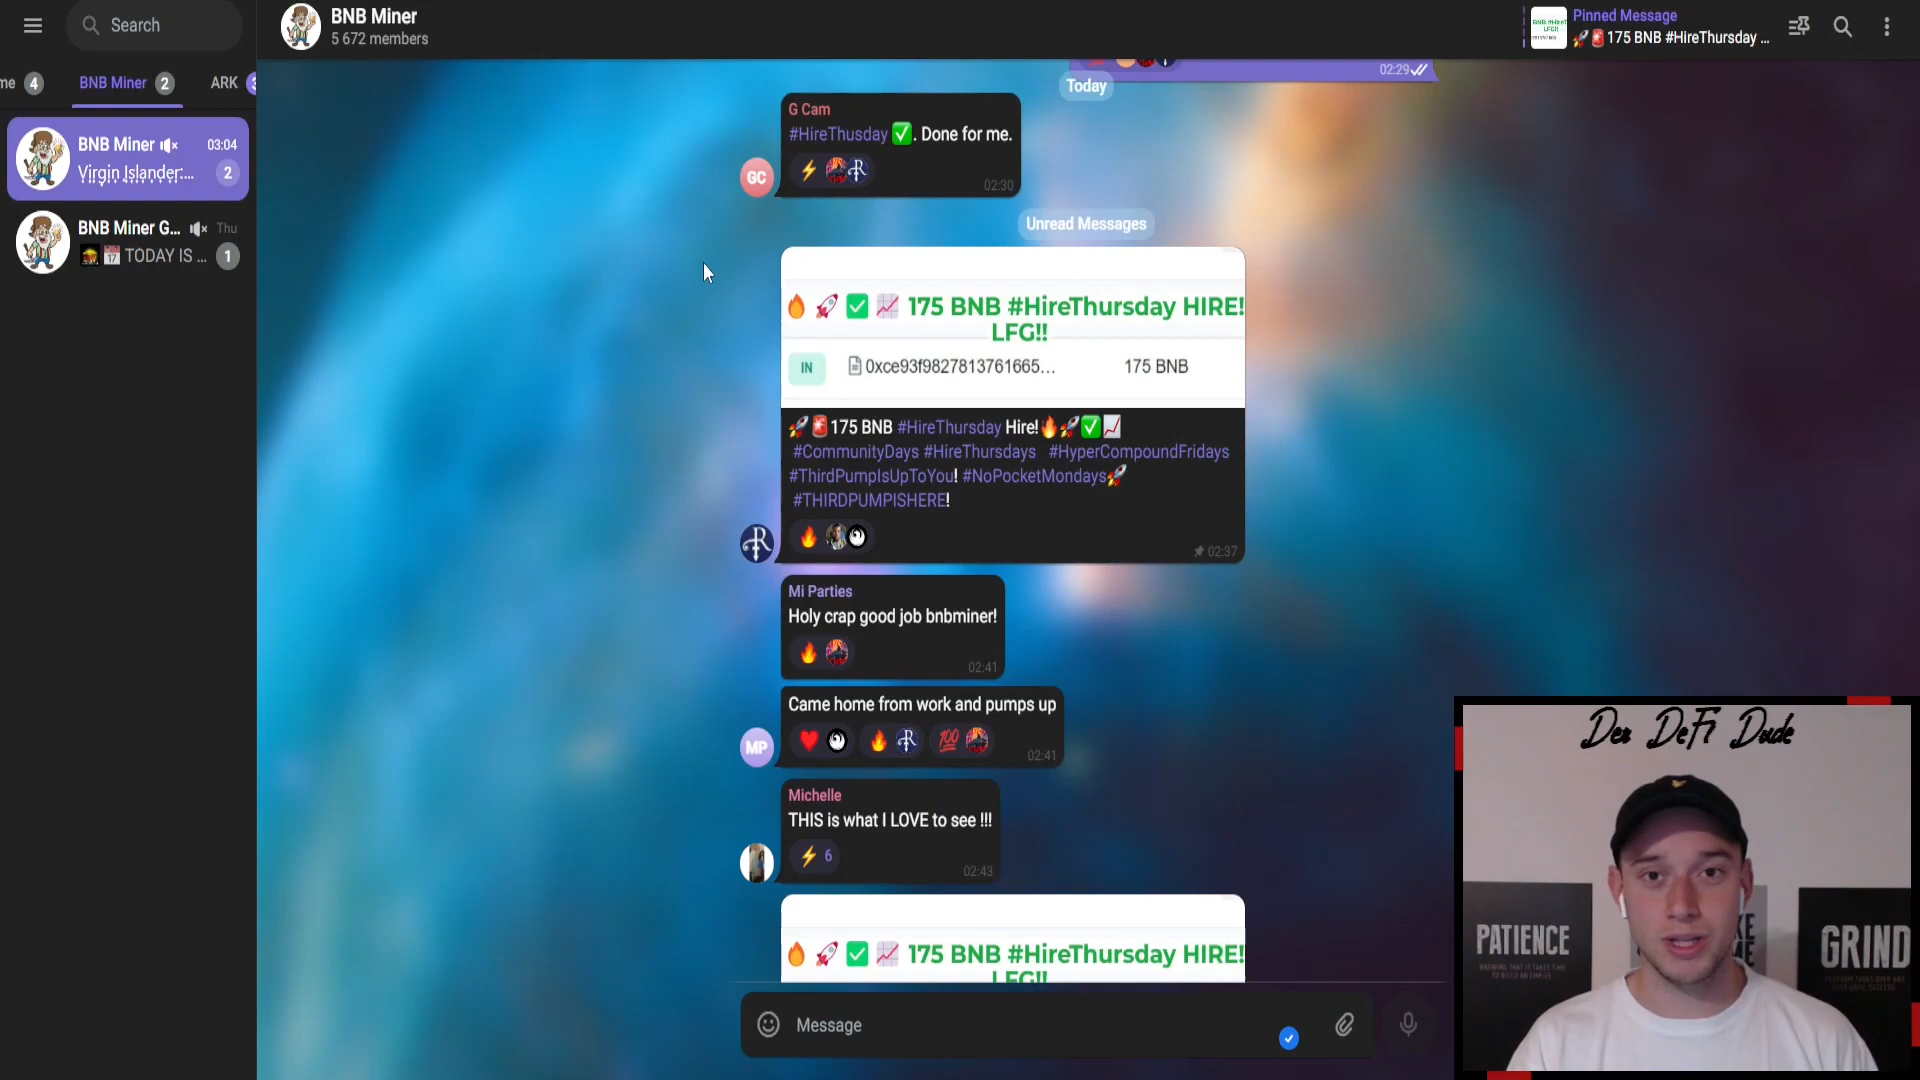 Search
me 4
BNB Miner 2
ARK
BNB Miner
03:04
Virgin Islander:...
2
BNB Miner G...
Thu
TODAY IS ...
1
BNB Miner
5 672 members
Pinned Message
🚀🚨175 BNB #HireThursday ...
02:29
Today
G Cam
#HireThusday ✅. Done for me.
GC
02:30
Unread Messages
🔥 🚀 ✅ 📈 175 BNB #HireThursday HIRE!
LFG!!
IN 0xce93f9827813761665... 175 BNB
🚀🚨175 BNB #HireThursday Hire!🔥🚀✅📈
#CommunityDays #HireThursdays #HyperCompoundFridays
#ThirdPumpIsUpToYou! #NoPocketMondays🚀
#THIRDPUMPISHERE!
02:37
Mi Parties
Holy crap good job bnbminer!
02:41
Came home from work and pumps up
MP
02:41
Michelle
THIS is what I LOVE to see !!!
⚡ 6
02:43
🔥 🚀 ✅ 📈 175 BNB #HireThursday HIRE!
LFG!!
Message
Dex DeFi Dude
PATIENCE
GRIND